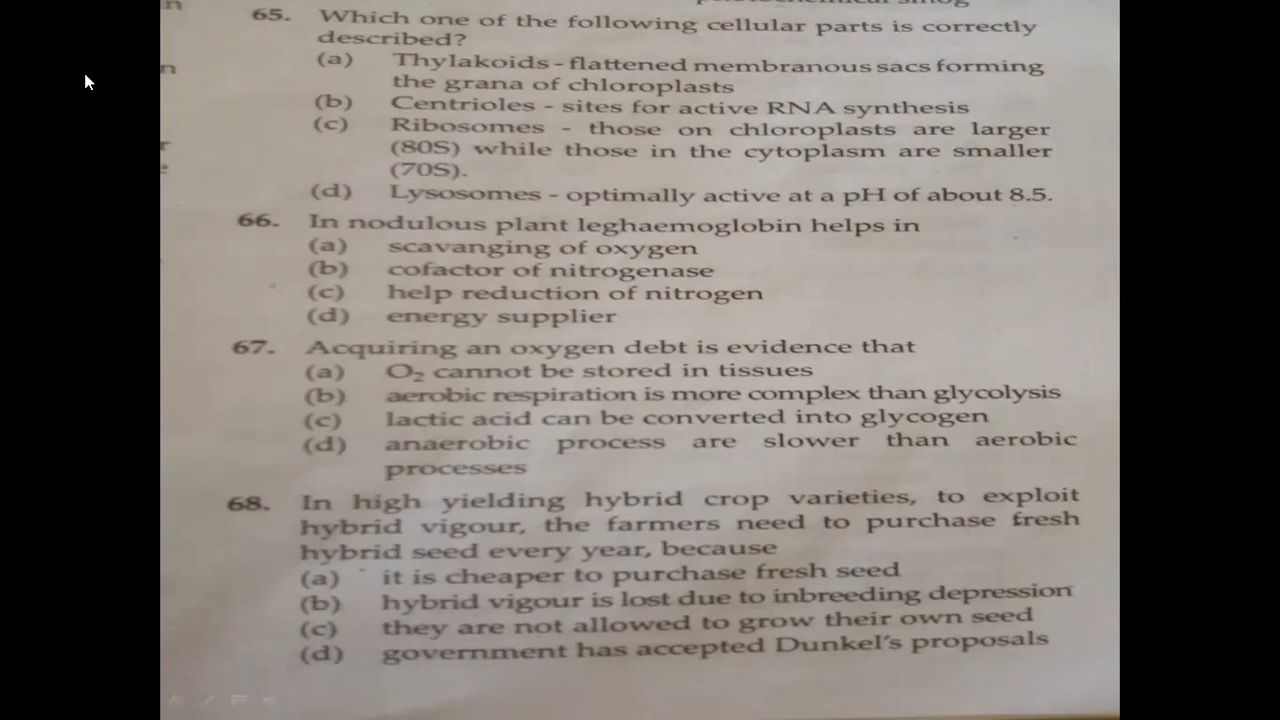 65. Which one of the following cellular parts is correctly
described?
(a) Thylakoids - flattened membranous sacs forming
the grana of chloroplasts
(b) Centrioles - sites for active RNA synthesis
(c) Ribosomes - those on chloroplasts are larger
(80S) while those in the cytoplasm are smaller
(70S).
(d) Lysosomes - optimally active at a pH of about 8.5.
66. In nodulous plant leghaemoglobin helps in
(a) scavanging of oxygen
(b) cofactor of nitrogenase
(c) help reduction of nitrogen
(d) energy supplier
67. Acquiring an oxygen debt is evidence that
(a) O₂ cannot be stored in tissues
(b) aerobic respiration is more complex than glycolysis
(c) lactic acid can be converted into glycogen
(d) anaerobic process are slower than aerobic
processes
68. In high yielding hybrid crop varieties, to exploit
hybrid vigour, the farmers need to purchase fresh
hybrid seed every year, because
(a) it is cheaper to purchase fresh seed
(b) hybrid vigour is lost due to inbreeding depression
(c) they are not allowed to grow their own seed
(d) government has accepted Dunkel's proposals